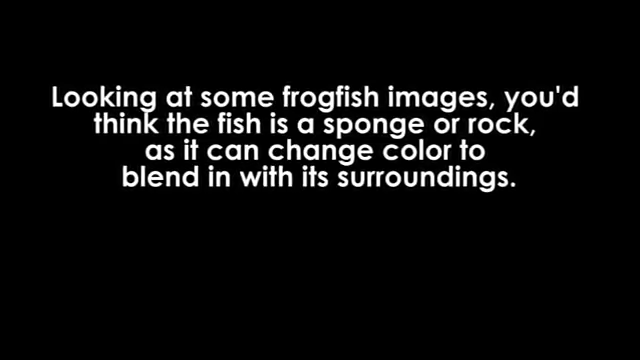 Looking at some frogfish images, you'd
think the fish is a sponge or rock,
as it can change color to
blend in with its surroundings.